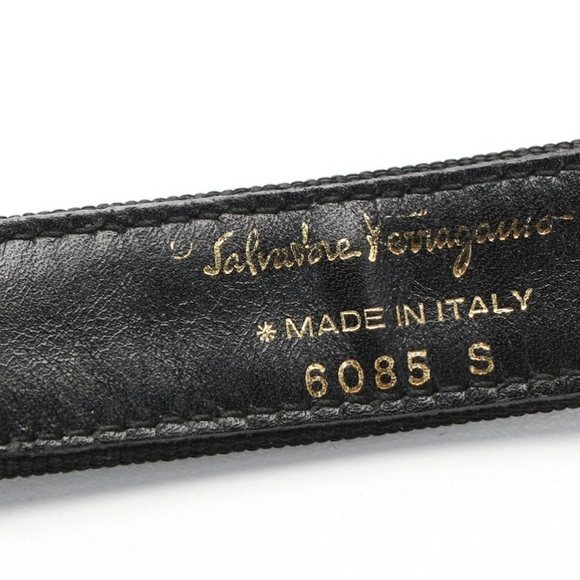 Salvatore Ferragamo
* MADE IN ITALY
6085 S